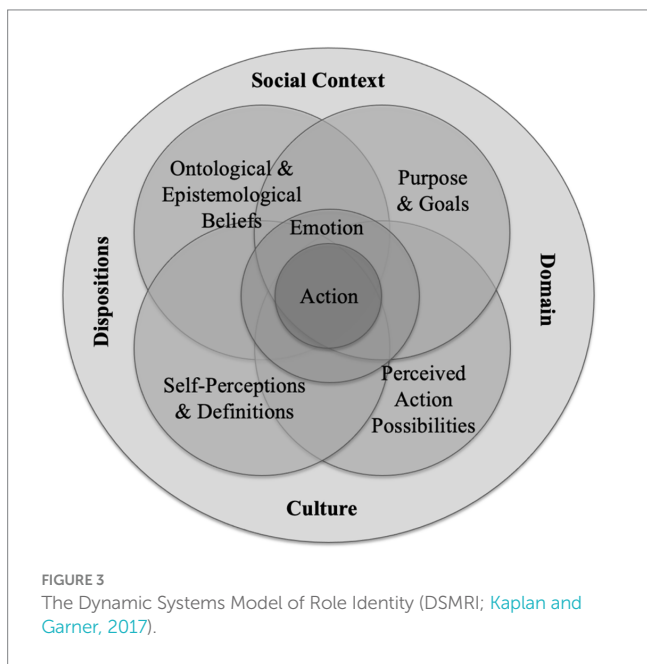 Social Context
Ontological &
Epistemological
Beliefs
Purpose
& Goals
Emotion
Dispositions
Action
Domain
Self-Perceptions
& Definitions
Perceived
Action
Possibilities
Culture
FIGURE 3
The Dynamic Systems Model of Role Identity (DSMRI; Kaplan and
Garner, 2017).